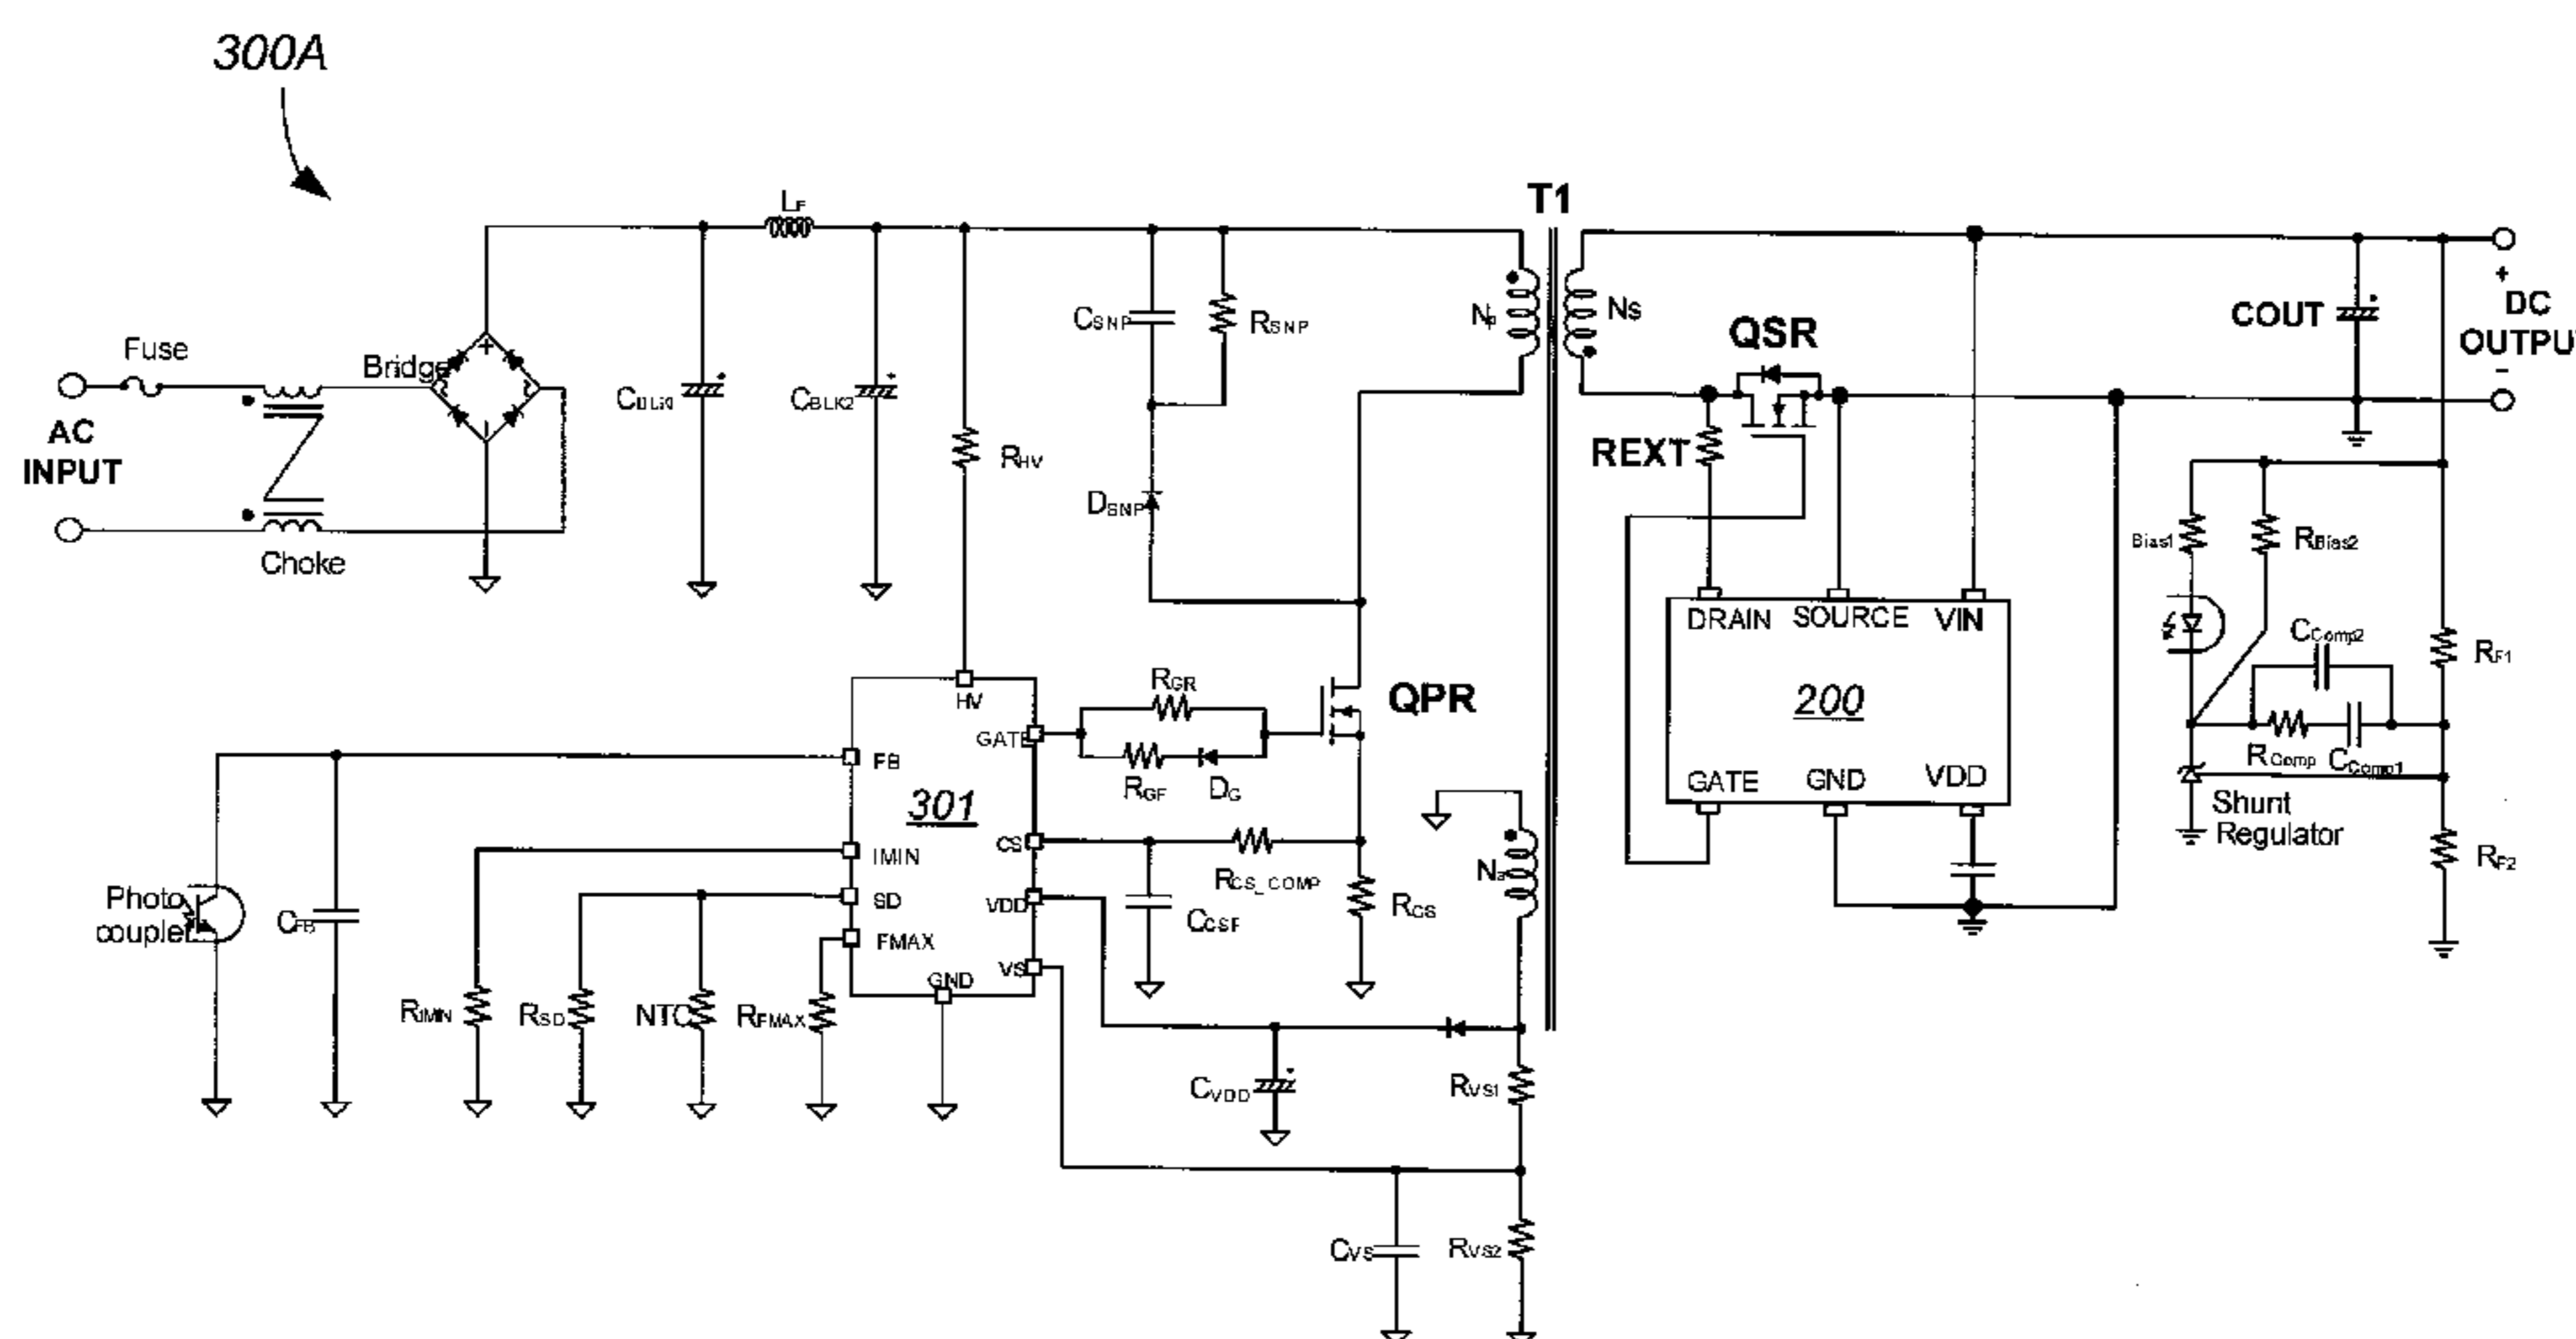 300A
T1
LF
Fuse
Bridge
AC
INPUT
Choke
CBLK1
CBLK2
RHV
CSNP
RSNP
DSNP
Np
NS
QSR
REXT
COUT
+
DC
OUTPU
-
DRAIN
SOURCE
VIN
200
GATE
GND
VDD
Bias1
RBias2
CComp2
RComp
CComp1
RF1
RF2
Shunt
Regulator
HV
GATE
FB
301
IMIN
SD
FMAX
GND
CS
VDD
VS
RGR
RGF
DG
QPR
RCS_COMP
CCSF
RCS
Na
Photo
coupler
CFB
RIMIN
RSD
NTC
RFMAX
CVDD
RVS1
CVS
RVS2